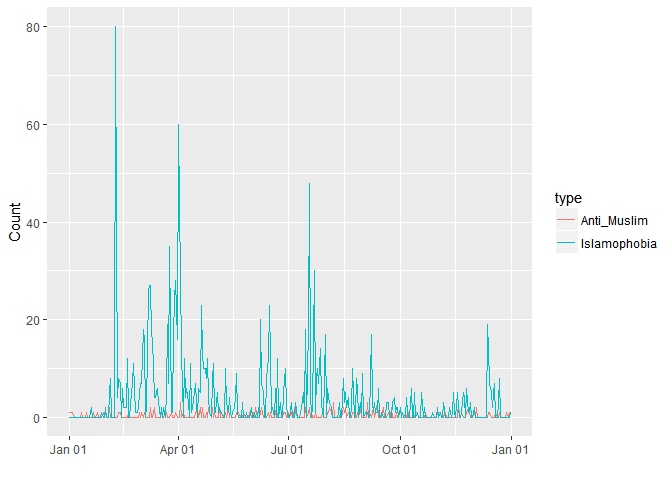 80
60
40
20
0
Count
Jan 01
Apr 01
Jul 01
Oct 01
Jan 01
type
Anti_Muslim
Islamophobia